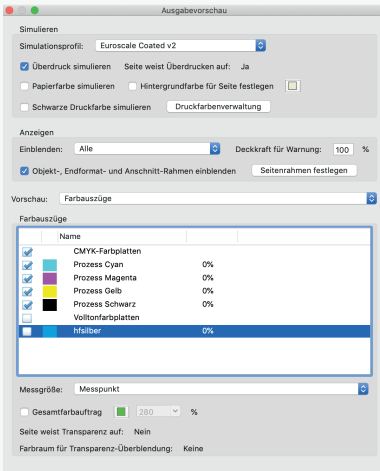 Ausgabevorschau
Simulieren
Simulationsprofil: Euroscale Coated v2
Überdruck simulieren Seite weist Überdrucken auf: Ja
Papierfarbe simulieren Hintergrundfarbe für Seite festlegen
Schwarze Druckfarbe simulieren Druckfarbenverwaltung
Anzeigen
Einblenden: Alle Deckkraft für Warnung: 100 %
Objekt-, Endformat- und Anschnitt-Rahmen einblenden Seitenrahmen festlegen
Vorschau: Farbauszüge
Farbauszüge
Name
CMYK-Farbplatten
Prozess Cyan 0%
Prozess Magenta 0%
Prozess Gelb 0%
Prozess Schwarz 0%
Volltonfarbplatten
hfsilber 0%
Messgröße: Messpunkt
Gesamtfarbauftrag 280 %
Seite weist Transparenz auf: Nein
Farbraum für Transparenz-Überblendung: Keine